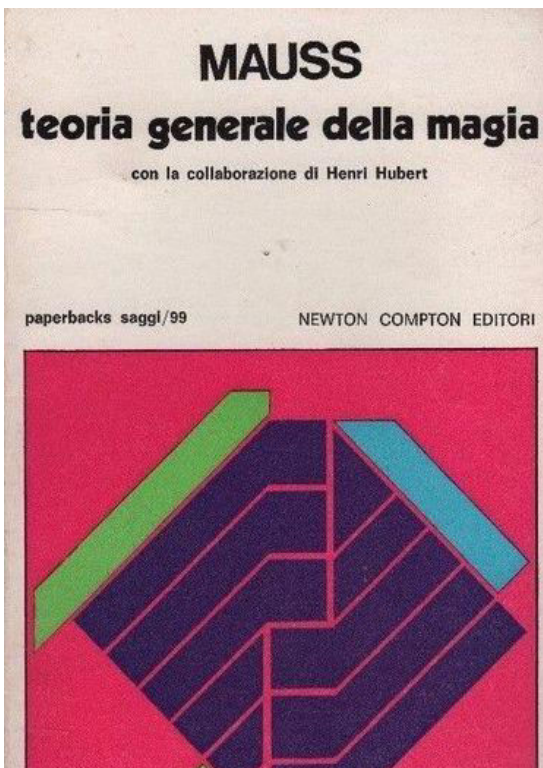 MAUSS
teoria generale della magia
con la collaborazione di Henri Hubert
paperbacks saggi/99 NEWTON COMPTON EDITORI